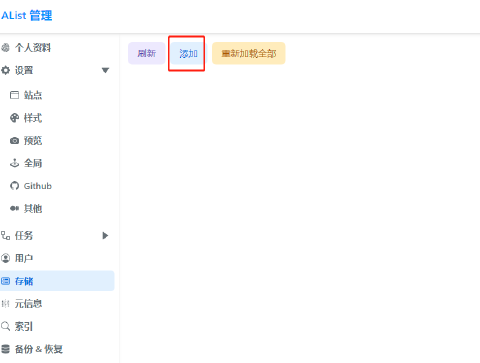 AList 管理
个人资料
设置
站点
样式
预览
全局
Github
其他
任务
用户
存储
元信息
索引
备份 & 恢复
刷新 添加 重新加载全部